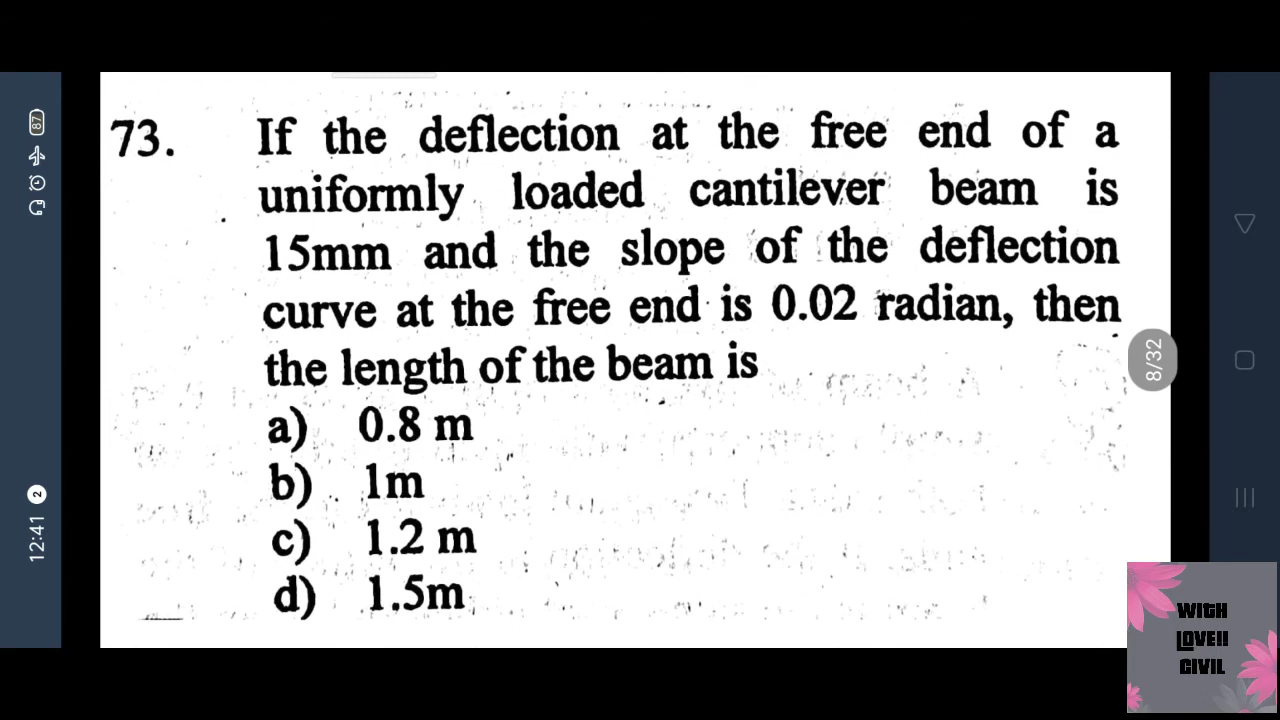 73. If the deflection at the free end of a
uniformly loaded cantilever beam is
15mm and the slope of the deflection
curve at the free end is 0.02 radian, then
the length of the beam is
a) 0.8 m
b) 1m
c) 1.2 m
d) 1.5m
8/32
87
2
12:41
WITH
LOVE!!
CIVIL